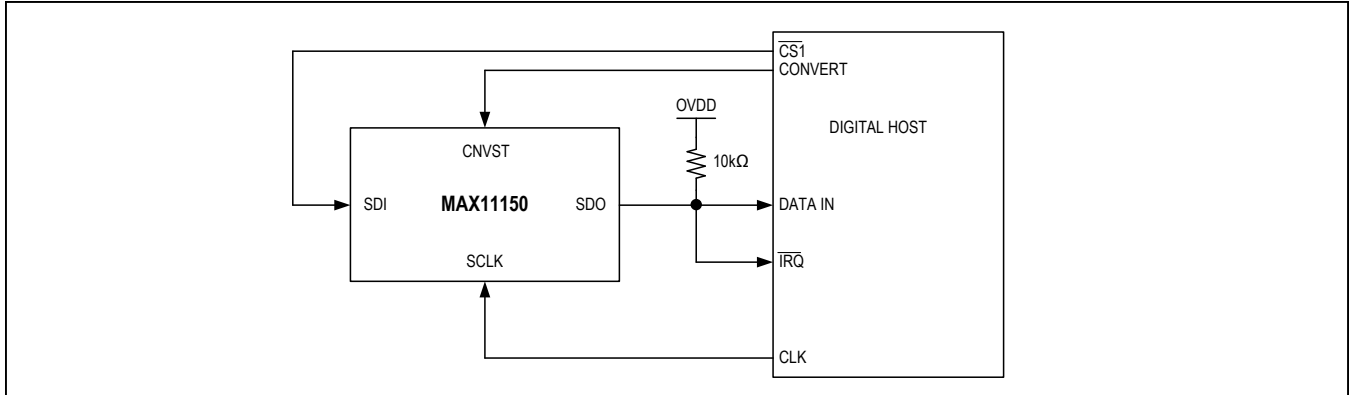 CS1
CONVERT
OVDD
DIGITAL HOST
CNVST
10kΩ
SDI
MAX11150
SDO
DATA IN
SCLK
IRQ
CLK